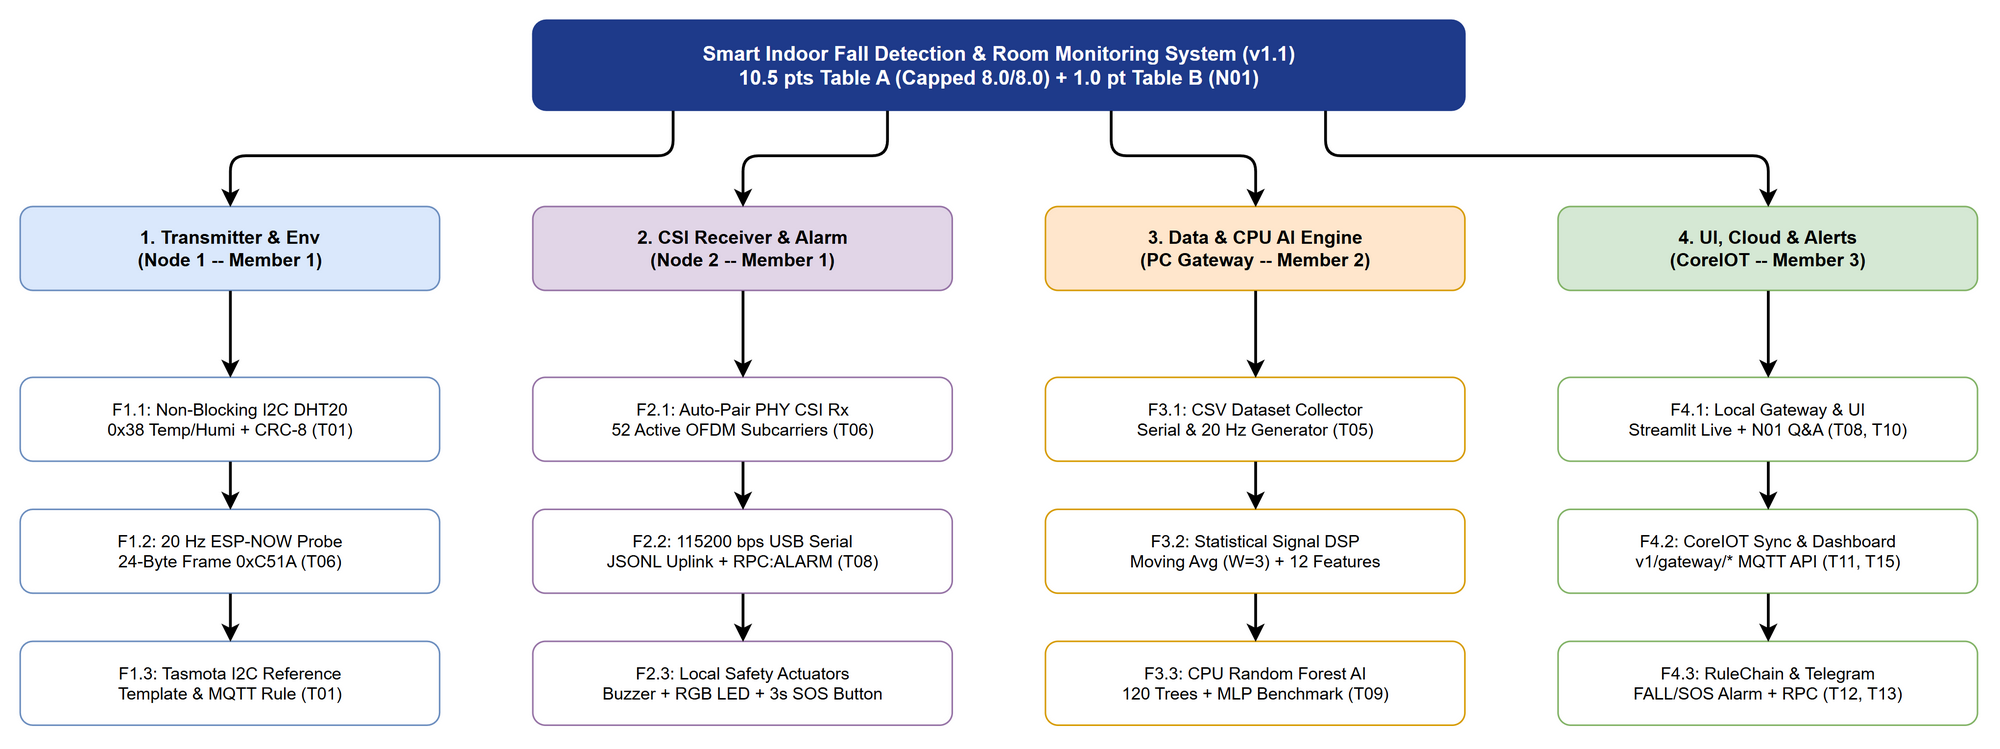 Smart Indoor Fall Detection & Room Monitoring System (v1.1)
10.5 pts Table A (Capped 8.0/8.0) + 1.0 pt Table B (N01)
1. Transmitter & Env
(Node 1 -- Member 1)
2. CSI Receiver & Alarm
(Node 2 -- Member 1)
3. Data & CPU AI Engine
(PC Gateway -- Member 2)
4. UI, Cloud & Alerts
(CoreIOT -- Member 3)
F1.1: Non-Blocking I2C DHT20
0x38 Temp/Humi + CRC-8 (T01)
F2.1: Auto-Pair PHY CSI Rx
52 Active OFDM Subcarriers (T06)
F3.1: CSV Dataset Collector
Serial & 20 Hz Generator (T05)
F4.1: Local Gateway & UI
Streamlit Live + N01 Q&A (T08, T10)
F1.2: 20 Hz ESP-NOW Probe
24-Byte Frame 0xC51A (T06)
F2.2: 115200 bps USB Serial
JSONL Uplink + RPC:ALARM (T08)
F3.2: Statistical Signal DSP
Moving Avg (W=3) + 12 Features
F4.2: CoreIOT Sync & Dashboard
v1/gateway/* MQTT API (T11, T15)
F1.3: Tasmota I2C Reference
Template & MQTT Rule (T01)
F2.3: Local Safety Actuators
Buzzer + RGB LED + 3s SOS Button
F3.3: CPU Random Forest AI
120 Trees + MLP Benchmark (T09)
F4.3: RuleChain & Telegram
FALL/SOS Alarm + RPC (T12, T13)